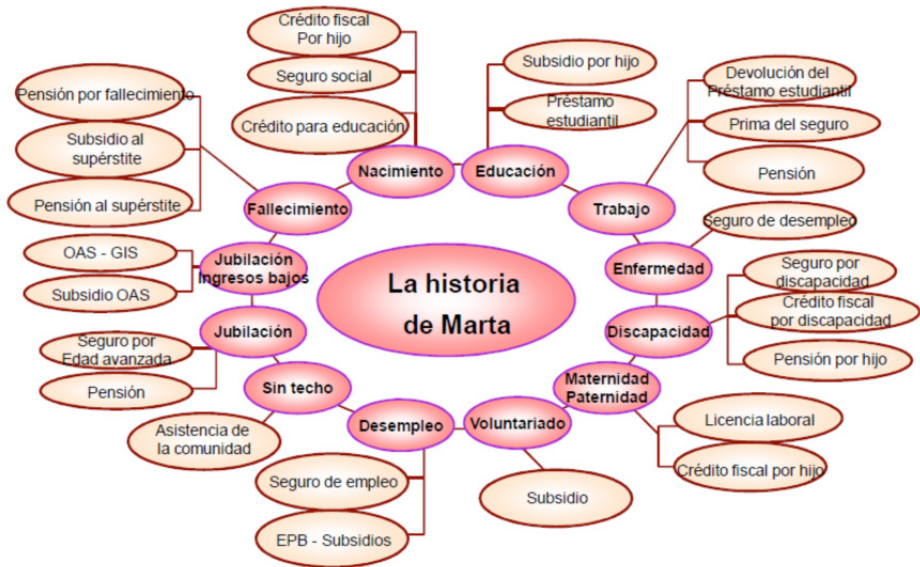 La historia
de Marta
Nacimiento
Crédito fiscal
Por hijo
Seguro social
Crédito para educación
Educación
Subsidio por hijo
Préstamo
estudiantil
Trabajo
Devolución del
Préstamo estudiantil
Prima del seguro
Pensión
Enfermedad
Seguro de desempleo
Discapacidad
Seguro por
discapacidad
Crédito fiscal
por discapacidad
Pensión por hijo
Maternidad
Paternidad
Licencia laboral
Crédito fiscal por hijo
Voluntariado
Subsidio
Desempleo
Seguro de empleo
EPB - Subsidios
Sin techo
Asistencia de
la comunidad
Jubilación
Seguro por
Edad avanzada
Pensión
Jubilación
Ingresos bajos
OAS - GIS
Subsidio OAS
Fallecimiento
Pensión por fallecimiento
Subsidio al
supérstite
Pensión al supérstite